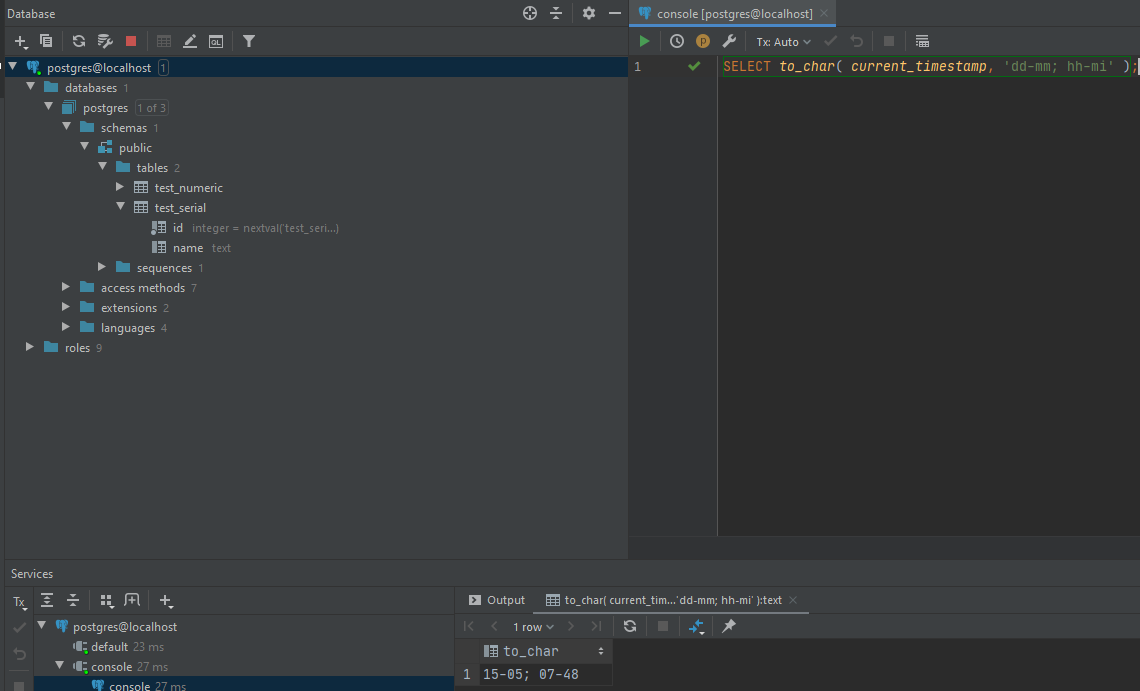 Database
postgres@localhost 1
databases 1
postgres 1 of 3
schemas 1
public
tables 2
test_numeric
test_serial
id integer = nextval('test_seri...)
name text
sequences 1
access methods 7
extensions 2
languages 4
roles 9
console [postgres@localhost]
Tx: Auto
1 SELECT to_char( current_timestamp, 'dd-mm; hh-mi' );
Services
Tx
postgres@localhost
default 23 ms
console 27 ms
console 27 ms
Output to_char( current_tim...'dd-mm; hh-mi' ):text
1 row
to_char
1 15-05; 07-48